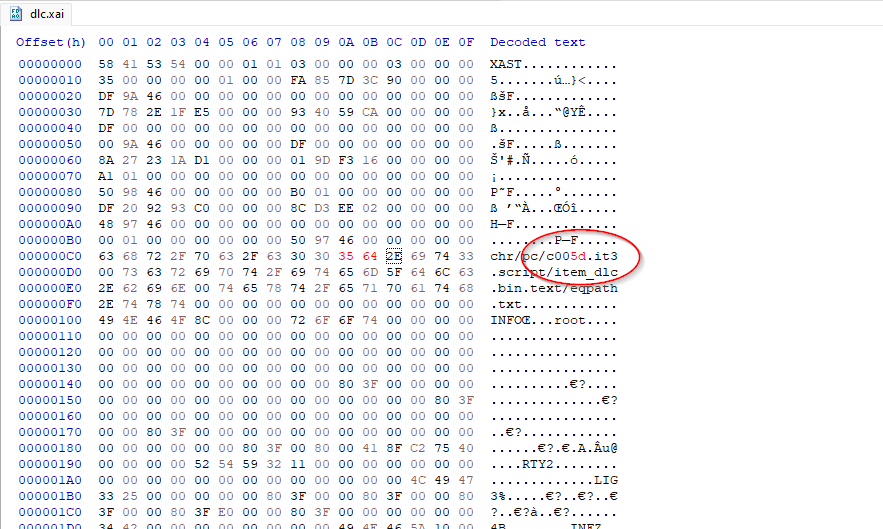 dlc.xai
Offset(h) 00 01 02 03 04 05 06 07 08 09 0A 0B 0C 0D 0E 0F Decoded text
00000000 58 41 53 54 00 00 01 01 03 00 00 00 03 00 00 00 XAST............
00000010 35 00 00 00 00 01 00 00 FA 85 7D 3C 90 00 00 00 5.......ú…}<....
00000020 DF 9A 46 00 00 00 00 00 00 00 00 00 00 00 00 00 ßšF.............
00000030 7D 78 2E 1F E5 00 00 00 93 40 59 CA 00 00 00 00 }x..å...“@YÊ....
00000040 DF 00 00 00 00 00 00 00 00 00 00 00 00 00 00 00 ß...............
00000050 00 9A 46 00 00 00 00 00 DF 00 00 00 00 00 00 00 .šF.....ß.......
00000060 8A 27 23 1A D1 00 00 00 01 9D F3 16 00 00 00 00 Š'#.Ñ.....ó.....
00000070 A1 01 00 00 00 00 00 00 00 00 00 00 00 00 00 00 ¡...............
00000080 50 98 46 00 00 00 00 00 B0 01 00 00 00 00 00 00 P˜F.....°.......
00000090 DF 20 92 93 C0 00 00 00 8C D3 EE 02 00 00 00 00 ß ’“À...ŒÓî.....
000000A0 48 97 46 00 00 00 00 00 00 00 00 00 00 00 00 00 H—F.............
000000B0 00 01 00 00 00 00 00 00 50 97 46 00 00 00 00 00 ........P—F.....
000000C0 63 68 72 2F 70 63 2F 63 30 30 35 64 2E 69 74 33 chr/pc/c005d.it3
000000D0 00 73 63 72 69 70 74 2F 69 74 65 6D 5F 64 6C 63 .script/item_dlc
000000E0 2E 62 69 6E 00 74 65 78 74 2F 65 71 70 61 74 68 .bin.text/eqpath
000000F0 2E 74 78 74 00 00 00 00 00 00 00 00 00 00 00 00 .txt............
00000100 49 4E 46 4F 8C 00 00 00 72 6F 6F 74 00 00 00 00 INFOŒ...root....
00000110 00 00 00 00 00 00 00 00 00 00 00 00 00 00 00 00 ................
00000120 00 00 00 00 00 00 00 00 00 00 00 00 00 00 00 00 ................
00000130 00 00 00 00 00 00 00 00 00 00 00 00 00 00 00 00 ................
00000140 00 00 00 00 00 00 00 00 00 00 80 3F 00 00 00 00 ..........€?....
00000150 00 00 00 00 00 00 00 00 00 00 00 00 00 00 80 3F ..............€?
00000160 00 00 00 00 00 00 00 00 00 00 00 00 00 00 00 00 ................
00000170 00 00 80 3F 00 00 00 00 00 00 00 00 00 00 00 00 ..€?............
00000180 00 00 00 00 00 00 80 3F 00 80 00 41 8F C2 75 40 ......€?.€.A.Âu@
00000190 00 00 00 00 52 54 59 32 11 00 00 00 00 00 00 00 ....RTY2........
000001A0 00 00 00 00 00 00 00 00 00 00 00 00 00 4C 49 47 .............LIG
000001B0 33 25 00 00 00 00 80 3F 00 00 80 3F 00 00 80 3%....€?..€?..€
000001C0 3F 00 00 80 3F E0 00 00 80 3F 00 00 00 00 00 00 ?..€?à..€?......